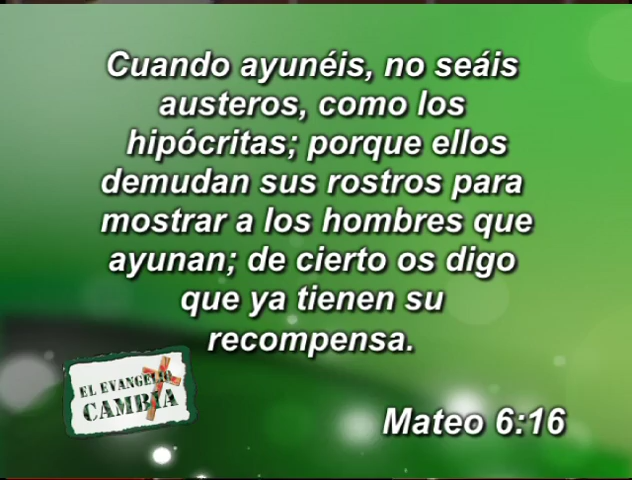 Cuando ayunéis, no seáis
austeros, como los
hipócritas; porque ellos
demudan sus rostros para
mostrar a los hombres que
ayunan; de cierto os digo
que ya tienen su
recompensa.
EL EVANGELIO
CAMBIA
Mateo 6:16